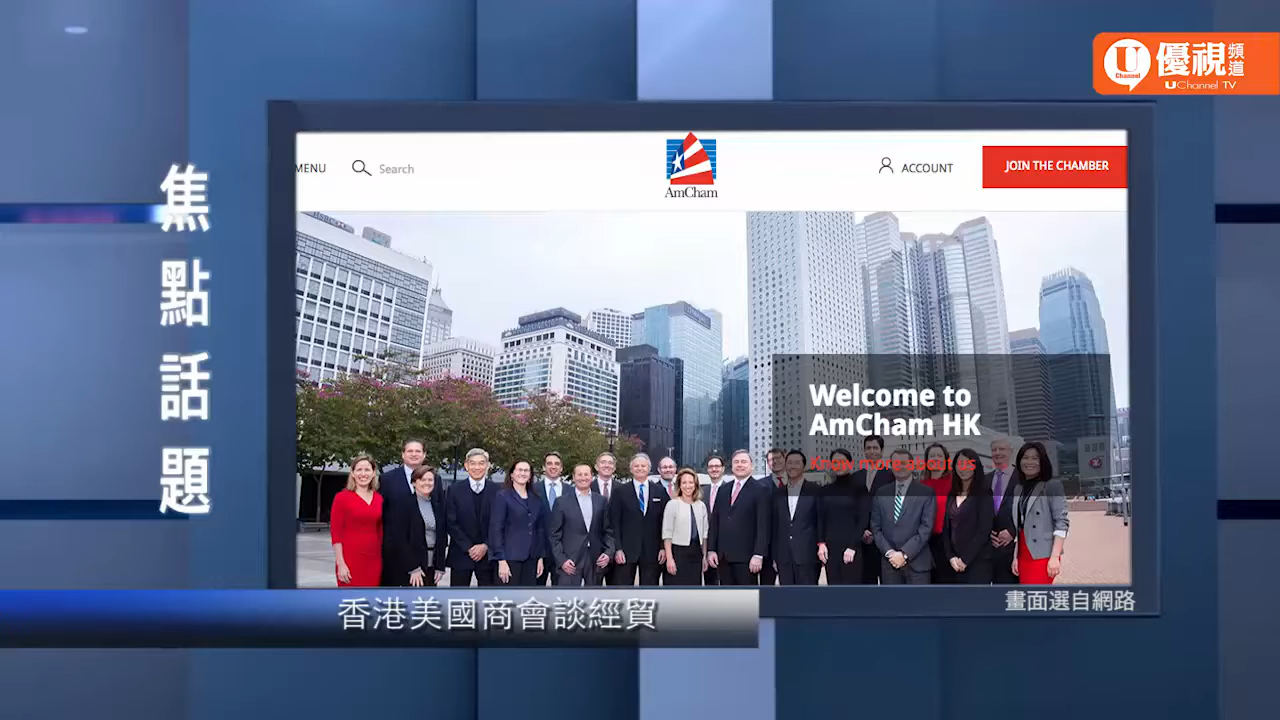 U Channel 優視頻道
U Channel TV
焦點話題
MENU
Search
AmCham
ACCOUNT
JOIN THE CHAMBER
Welcome to
AmCham HK
Know more about us
香港美國商會談經貿
畫面選自網路